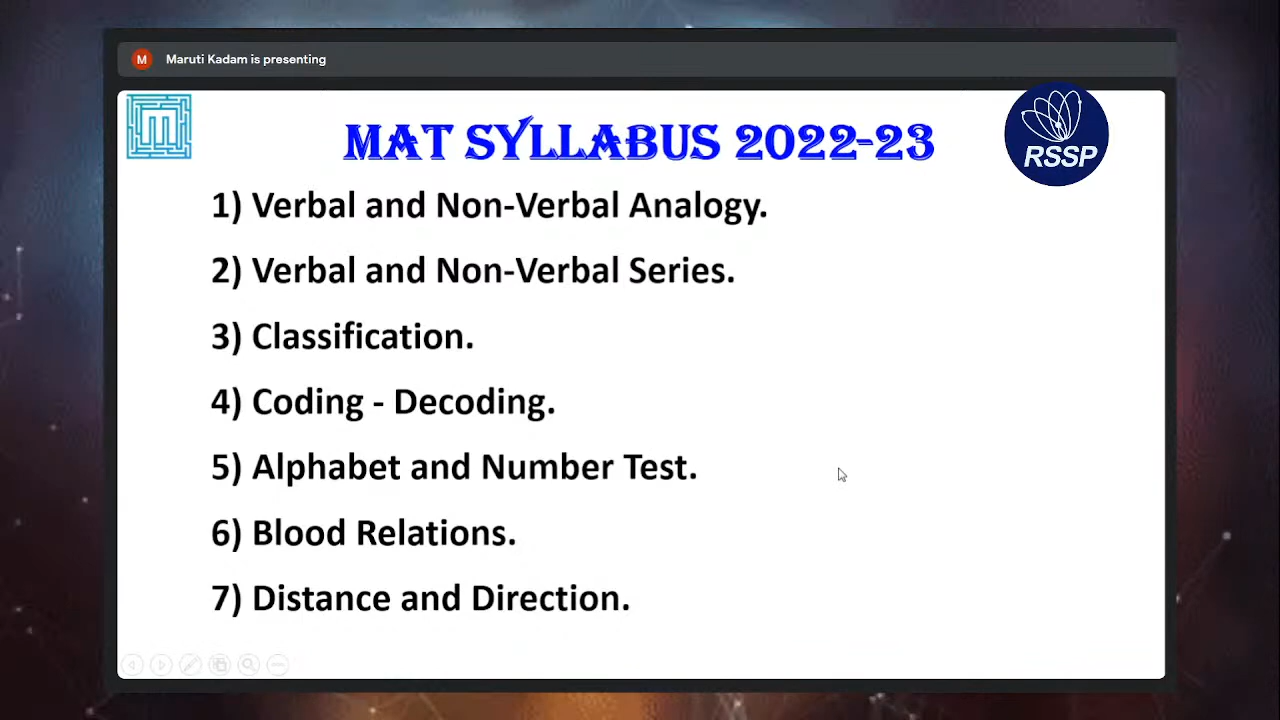 M Maruti Kadam is presenting
M
MAT SYLLABUS 2022-23
RSSP
1) Verbal and Non-Verbal Analogy.
2) Verbal and Non-Verbal Series.
3) Classification.
4) Coding - Decoding.
5) Alphabet and Number Test.
6) Blood Relations.
7) Distance and Direction.